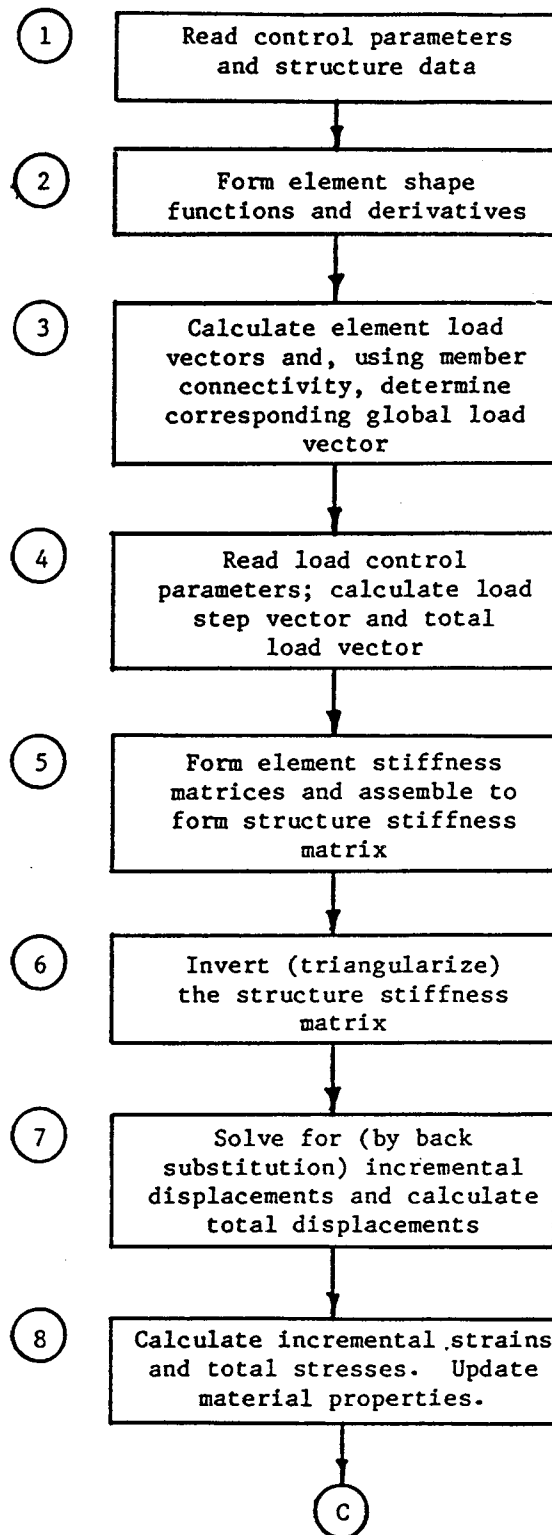 1
Read control parameters
and structure data
2
Form element shape
functions and derivatives
3
Calculate element load
vectors and, using member
connectivity, determine
corresponding global load
vector
4
Read load control
parameters; calculate load
step vector and total
load vector
5
Form element stiffness
matrices and assemble to
form structure stiffness
matrix
6
Invert (triangularize)
the structure stiffness
matrix
7
Solve for (by back
substitution) incremental
displacements and calculate
total displacements
8
Calculate incremental strains
and total stresses. Update
material properties.
C